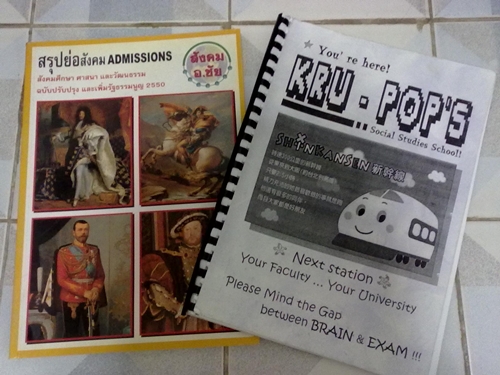 สรุปย่อสังคม ADMISSIONS
สังคมศึกษา ศาสนา และวัฒนธรรม
ฉบับปรับปรุง และเพิ่มรัฐธรรมนูญ 2550
สังคม
อ.ชัย
You're here!
KRU-POP'S
Social Studies School!
SHINKANSEN 新幹線
Next station
Your Faculty ... Your University
Please Mind the Gap
between BRAIN & EXAM !!!